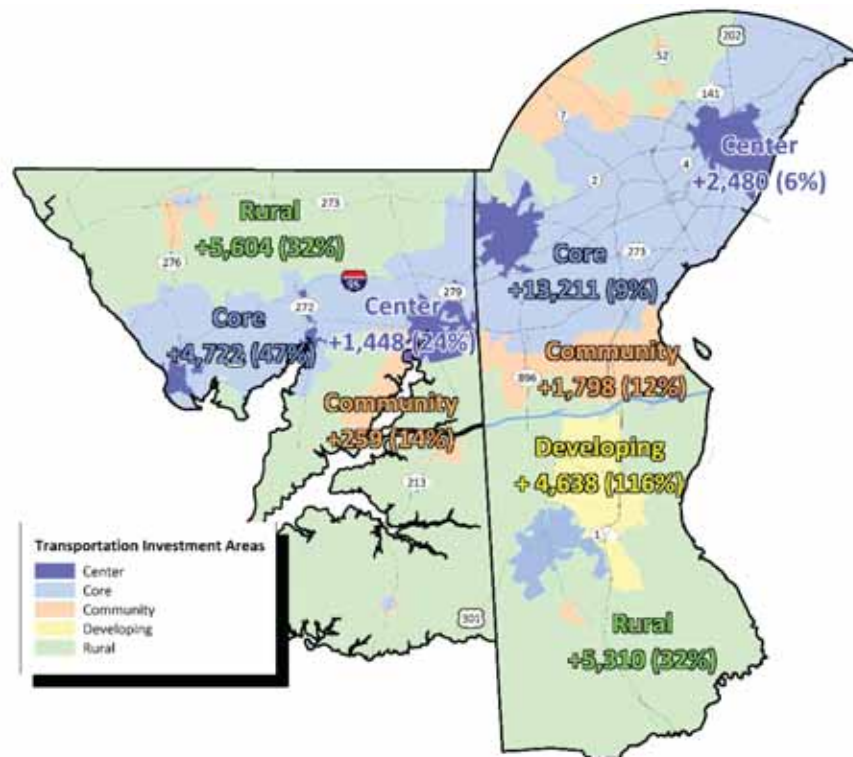 202
52
141
7
Center
+2,480 (6%)
4
2
Rural
+5,604 (32%)
273
276
Core
+13,211 (9%)
273
95
279
272
Center
+1,448 (24%)
Core
+4,722 (47%)
Community
+1,798 (12%)
896
Community
+259 (14%)
Developing
+ 4,638 (116%)
213
1
301
Rural
+5,310 (32%)
Transportation Investment Areas
Center
Core
Community
Developing
Rural